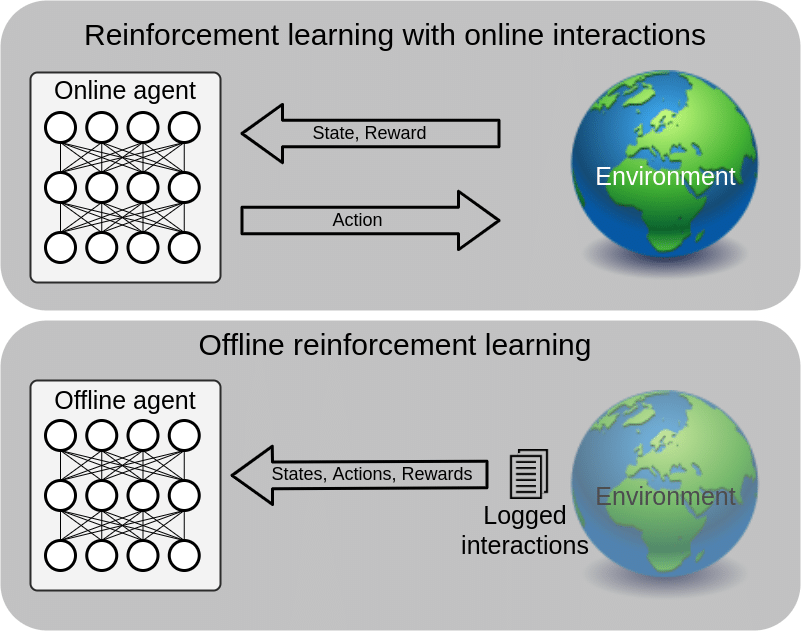 Reinforcement learning with online interactions
Online agent
State, Reward
Action
Environment
Offline reinforcement learning
Offline agent
States, Actions, Rewards
Logged
interactions
Environment